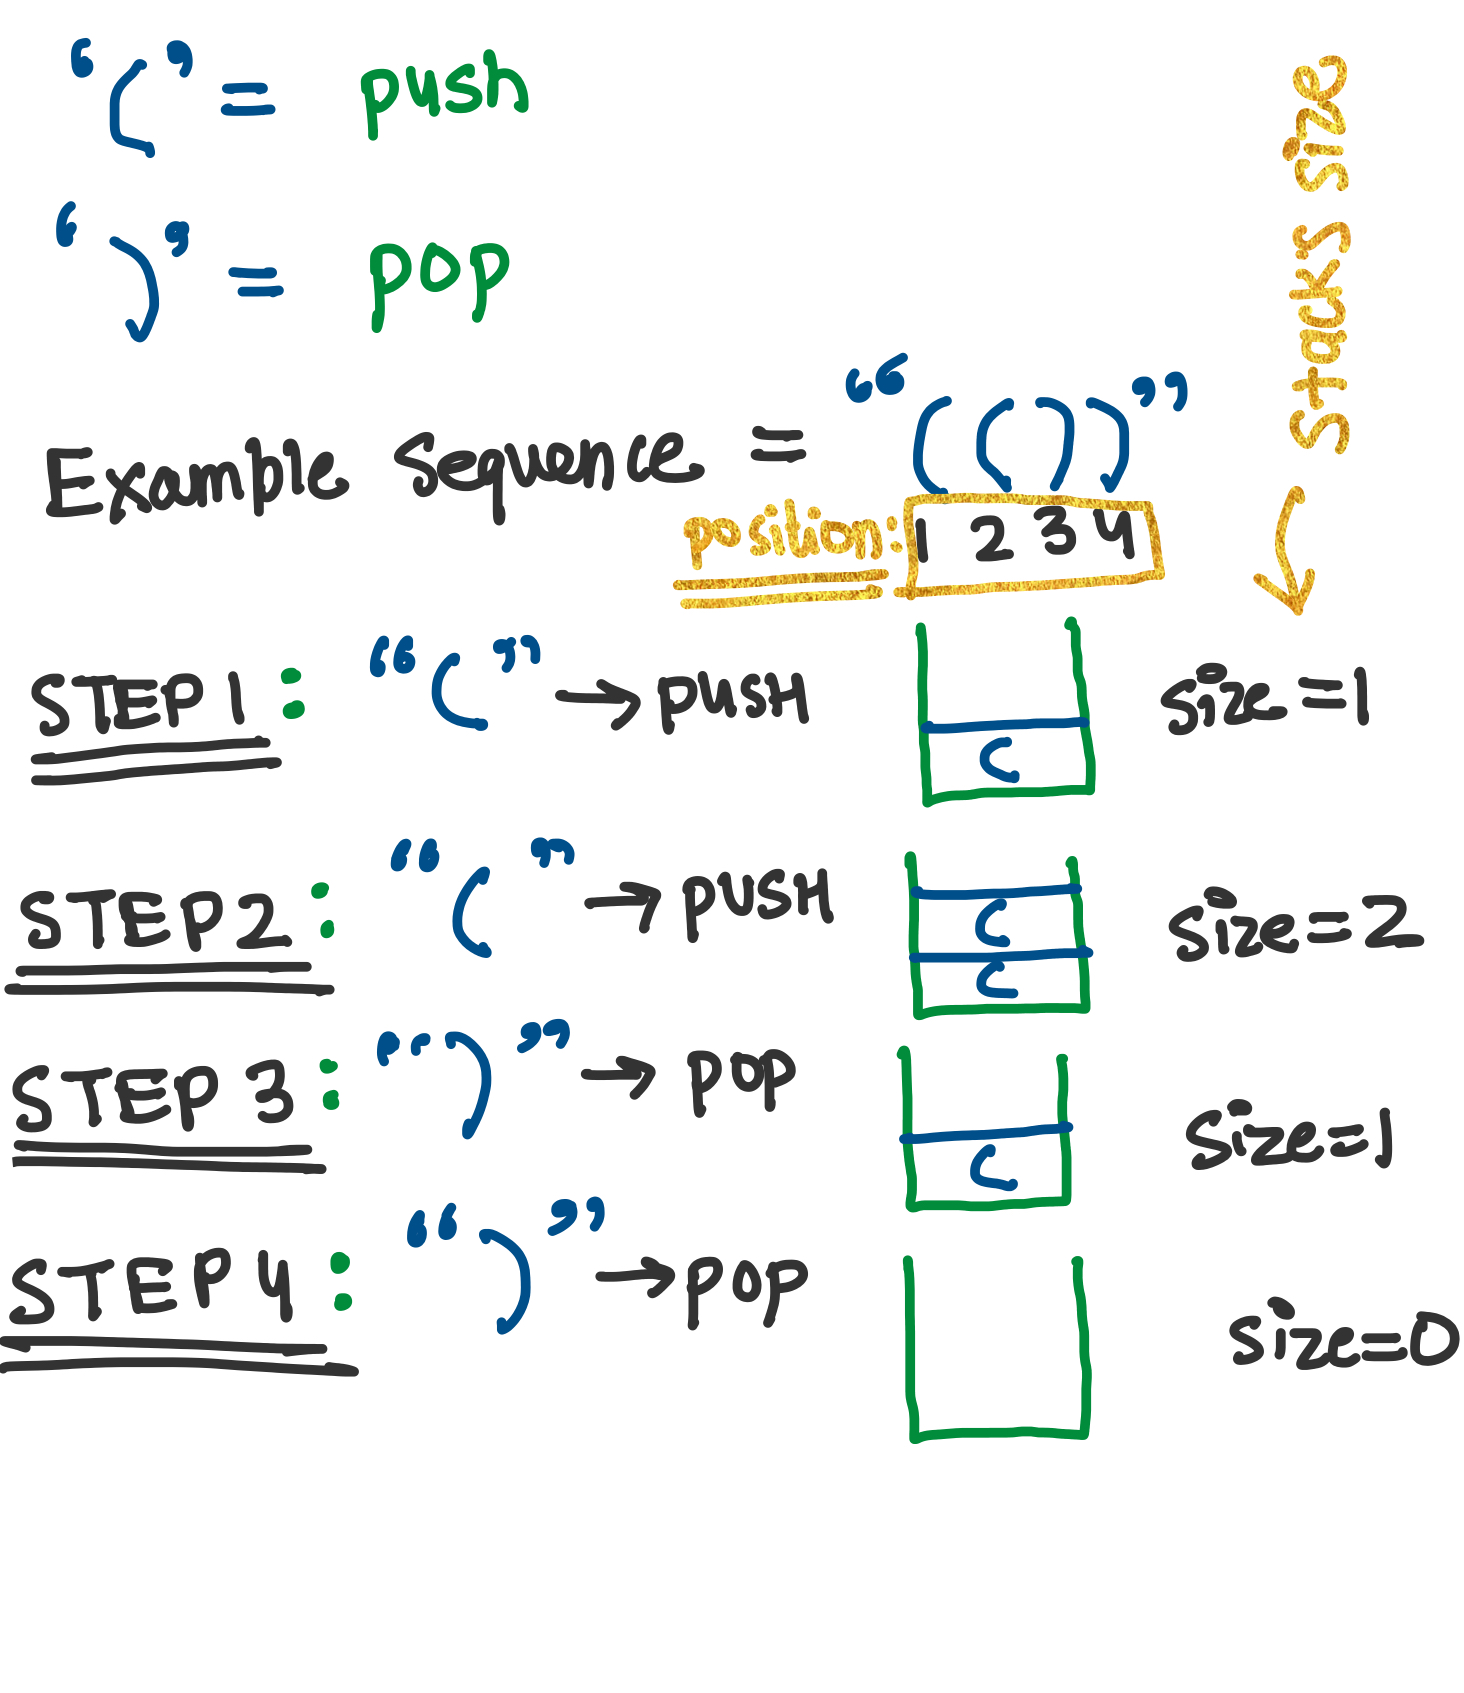 “(” = push
“)” = pop
stacks size
Example Sequence = “(())”
position: 1 2 3 4
STEP 1: “(” → PUSH
(
size=1
STEP 2: “(” → PUSH
(
(
size=2
STEP 3: “)” → POP
(
size=1
STEP 4: “)” → POP
size=0